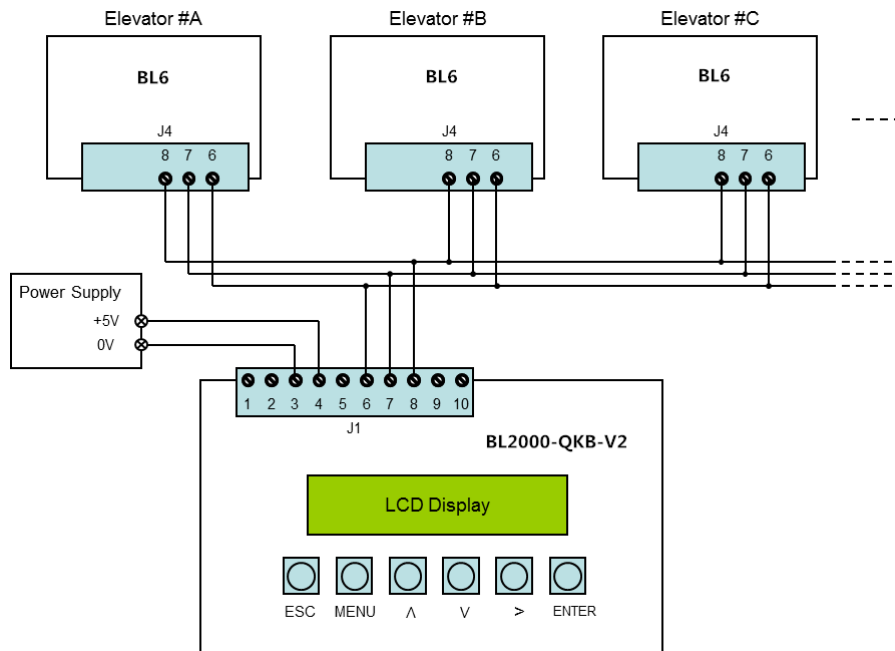 Elevator #A
Elevator #B
Elevator #C
BL6
BL6
BL6
J4
J4
J4
8 7 6
8 7 6
8 7 6
Power Supply
+5V
0V
1 2 3 4 5 6 7 8 9 10
J1
BL2000-QKB-V2
LCD Display
ESC MENU Λ V > ENTER